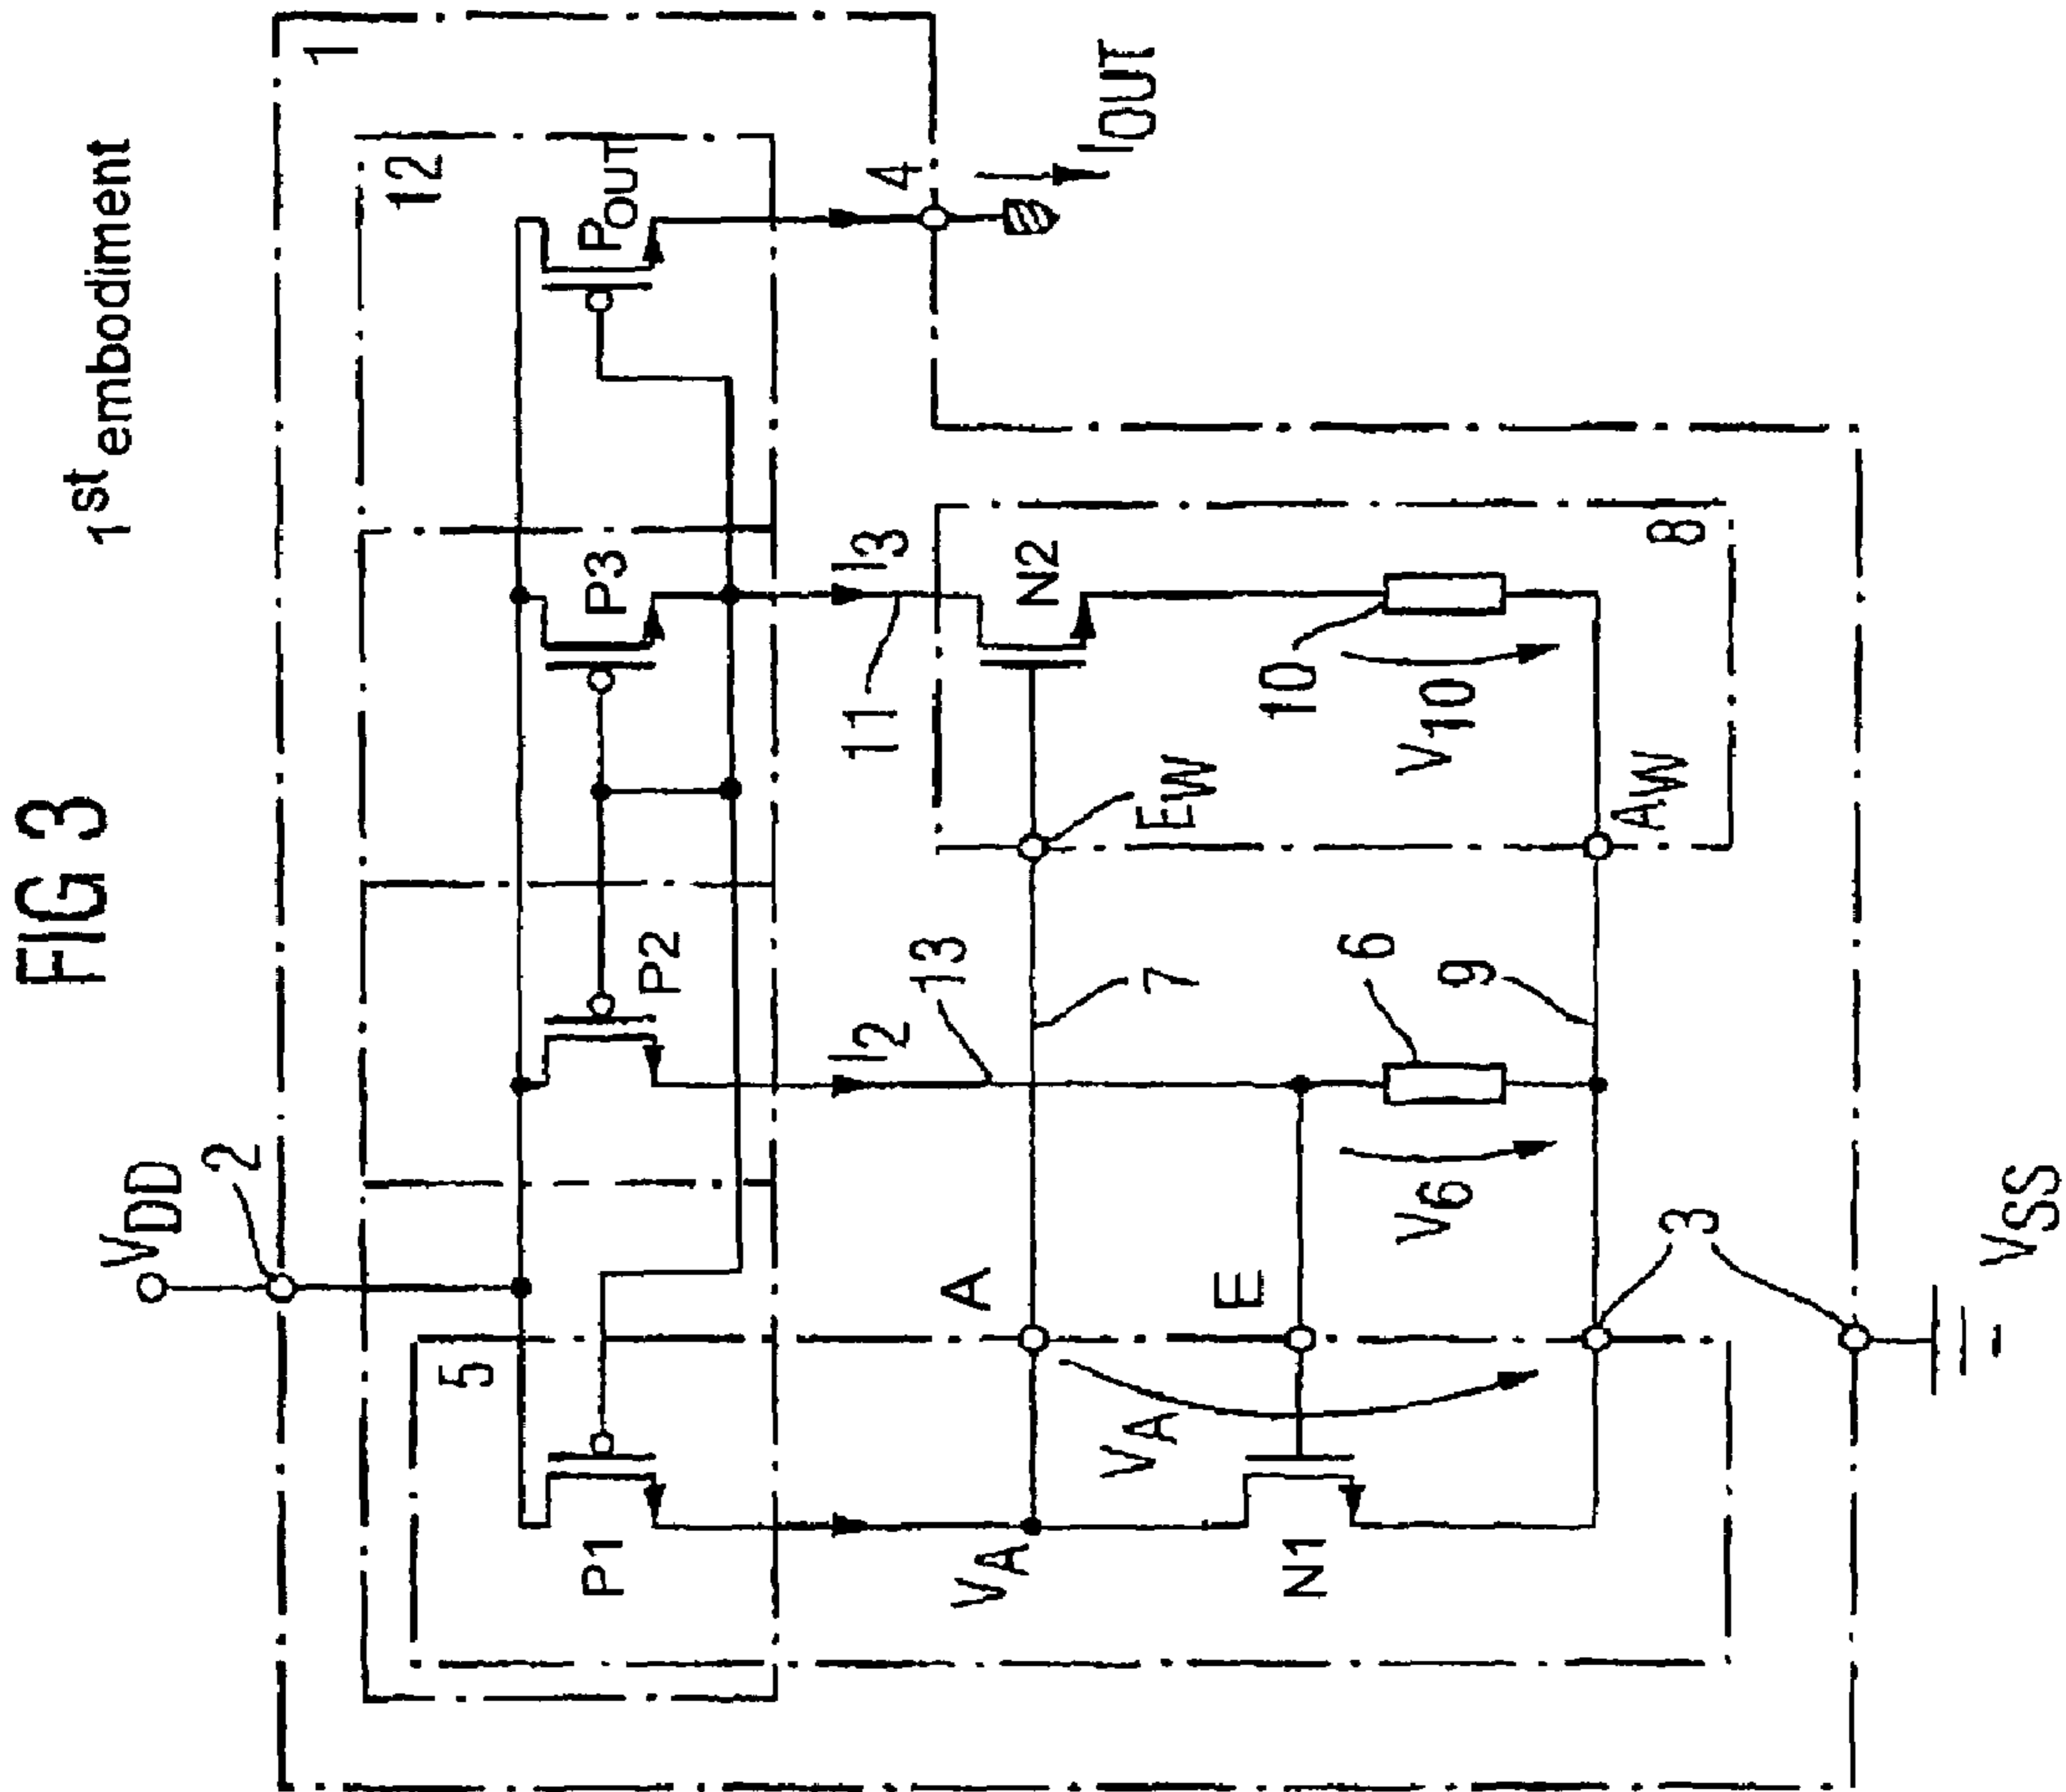 FIG 3
1st embodiment
VDD
2
1
12
5
P1
P2
P3
POUT
I2
I3
4
IOUT
13
11
VA
A
7
EW
N2
VA
E
N1
6
10
V6
V10
9
AW
8
3
VSS